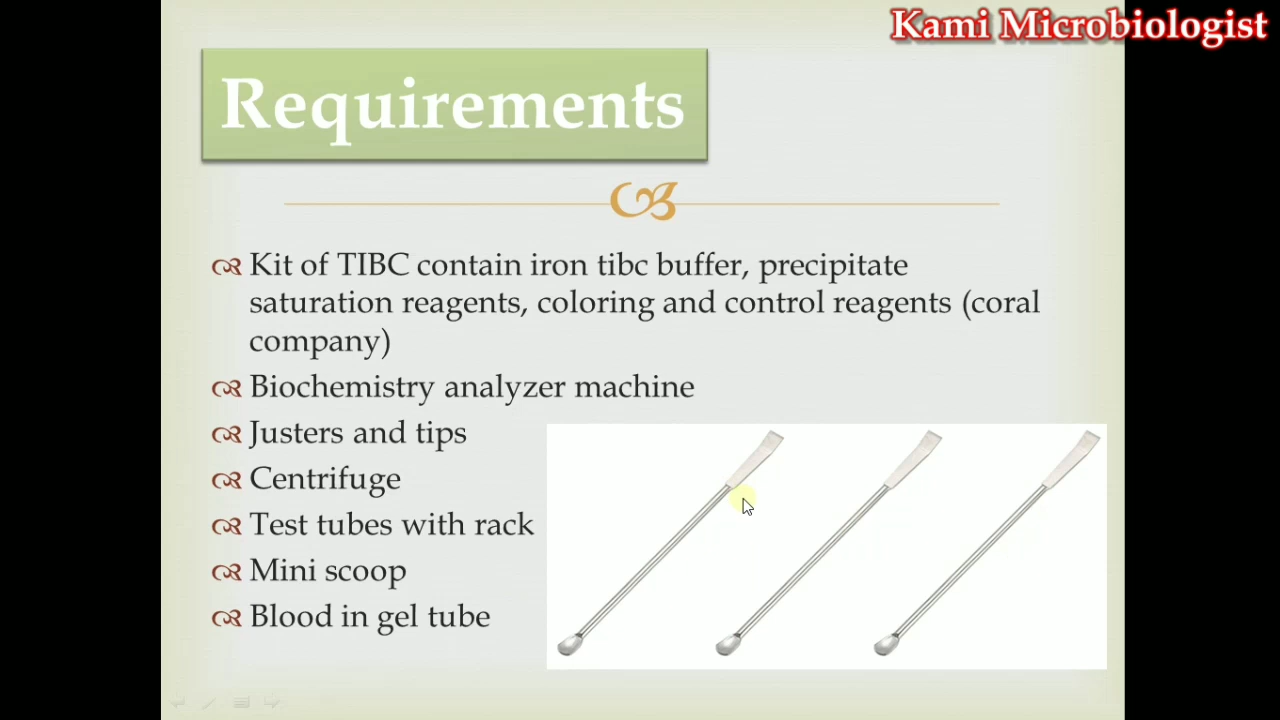 Kami Microbiologist
Requirements
Kit of TIBC contain iron tibc buffer, precipitate
saturation reagents, coloring and control reagents (coral
company)
Biochemistry analyzer machine
Justers and tips
Centrifuge
Test tubes with rack
Mini scoop
Blood in gel tube